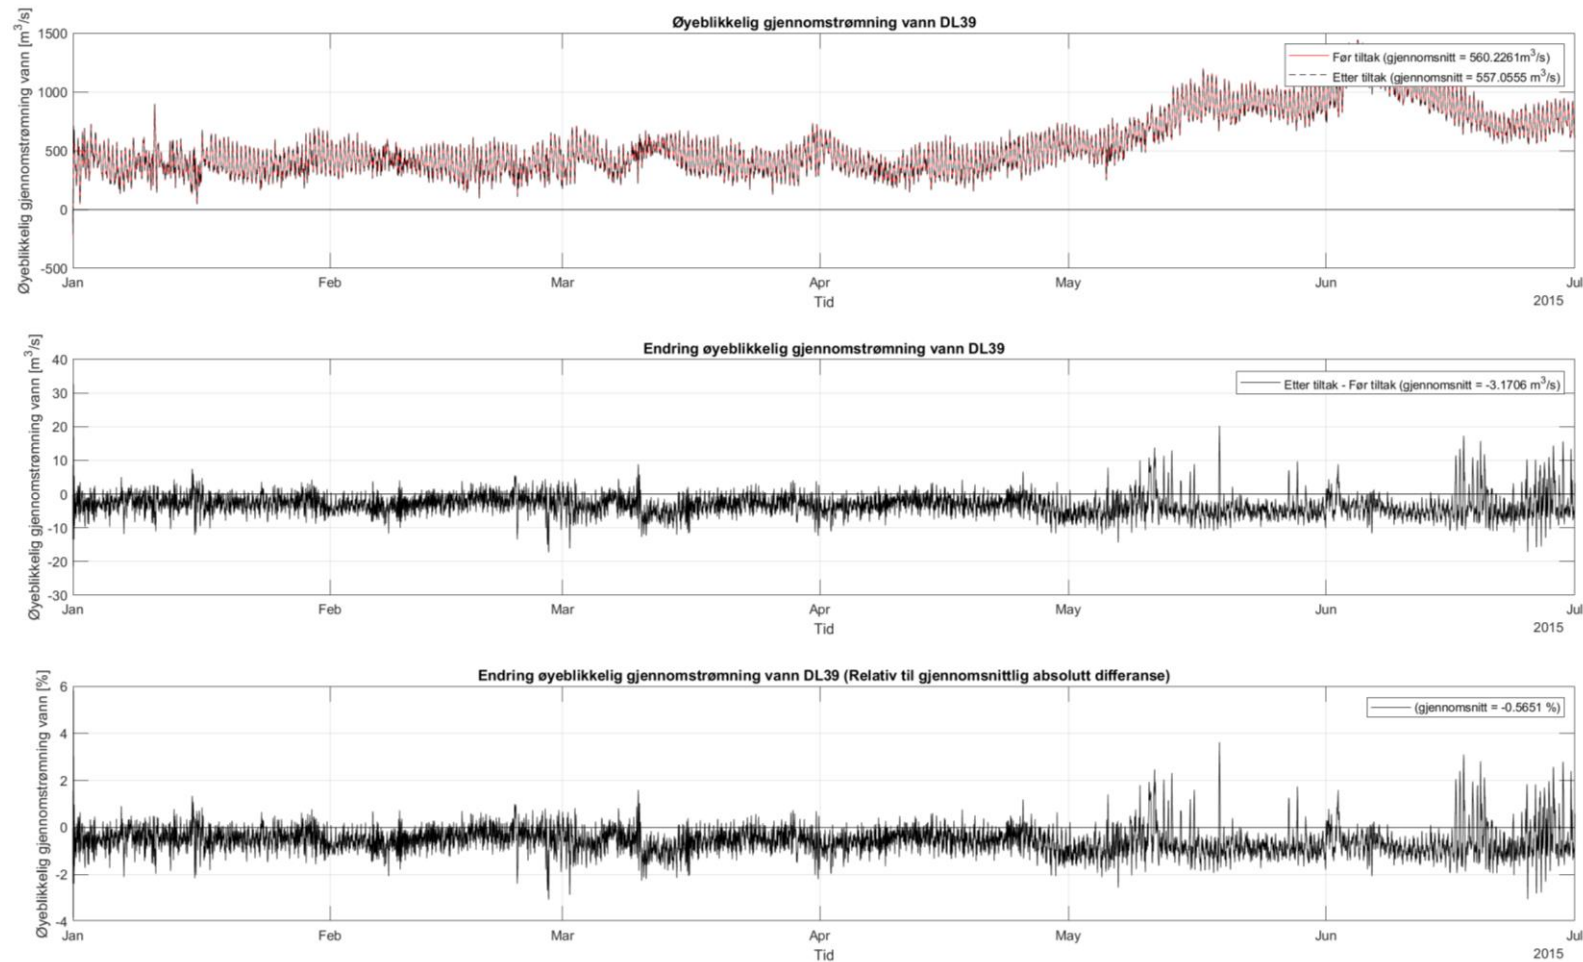 Øyeblikkelig gjennomstrømning vann DL39
Øyeblikkelig gjennomstrømning vann [m³/s]
1500
1000
500
0
-500
Før tiltak (gjennomsnitt = 560.2261m³/s)
Etter tiltak (gjennomsnitt = 557.0555 m³/s)
Jan Feb Mar Apr May Jun Jul
Tid
2015
Endring øyeblikkelig gjennomstrømning vann DL39
Øyeblikkelig gjennomstrømning vann [m³/s]
40
30
20
10
0
-10
-20
-30
Etter tiltak - Før tiltak (gjennomsnitt = -3.1706 m³/s)
Jan Feb Mar Apr May Jun Jul
Tid
2015
Endring øyeblikkelig gjennomstrømning vann DL39 (Relativ til gjennomsnittlig absolutt differanse)
Øyeblikkelig gjennomstrømning vann [%]
6
4
2
0
-2
-4
(gjennomsnitt = -0.5651 %)
Jan Feb Mar Apr May Jun Jul
Tid
2015